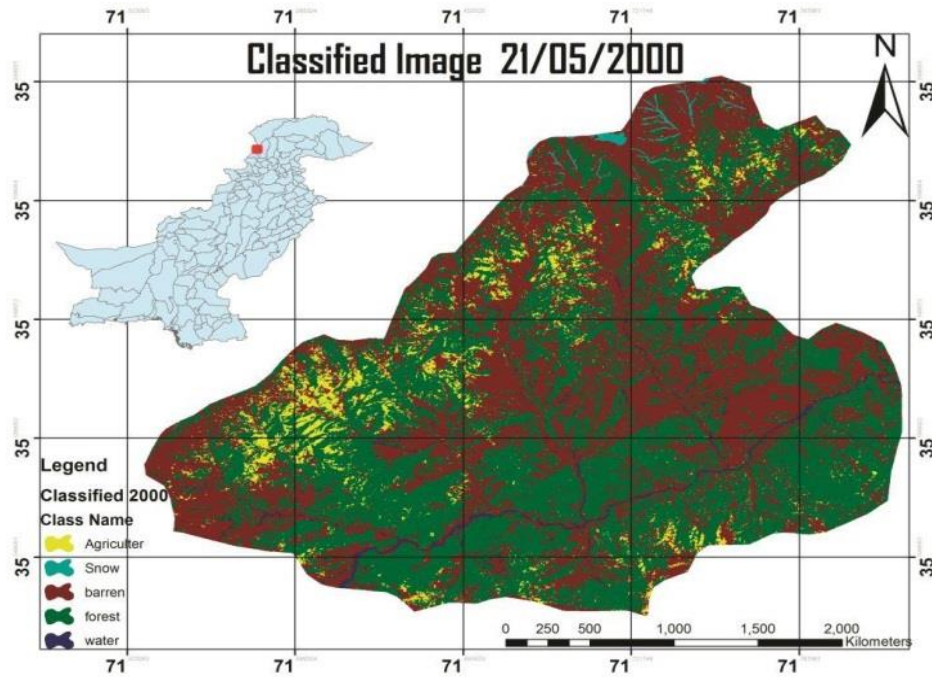 71 71 71 71 71
Classified Image 21/05/2000
N
35 35
35 35
35 35
35 35
35 35
Legend
Classified 2000
Class Name
Agriculter
Snow
barren
forest
water
0 250 500 1,000 1,500 2,000
Kilometers
71 71 71 71 71